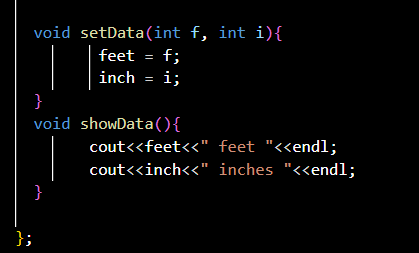 void setData(int f, int i){
feet = f;
inch = i;
}
void showData(){
cout<<feet<<" feet "<<endl;
cout<<inch<<" inches "<<endl;
}
};